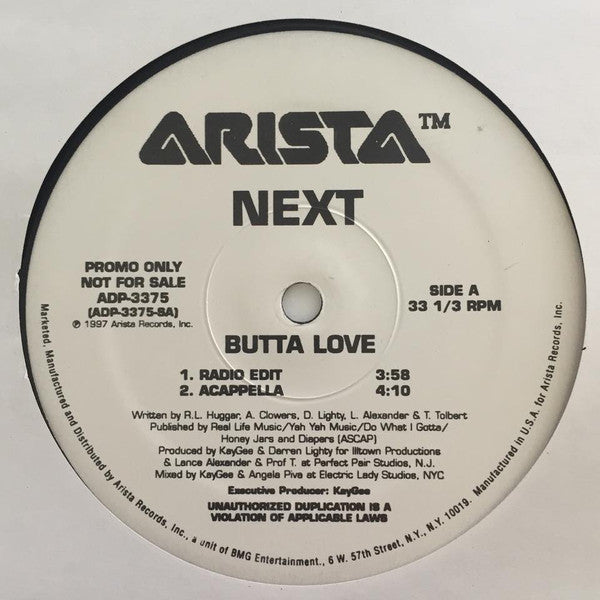 ARISTA™
NEXT
PROMO ONLY
NOT FOR SALE
ADP-3375
(ADP-3375-SA)
℗ 1997 Arista Records, Inc.
SIDE A
33 1/3 RPM
BUTTA LOVE
1. RADIO EDIT 3:58
2. ACAPPELLA 4:10
Written by R.L. Huggar, A. Clowers, D. Lighty, L. Alexander & T. Tolbert
Published by Real Life Music/Yah Yah Music/Do What I Gotta/
Honey Jars and Diapers (ASCAP)
Produced by KayGee & Darren Lighty for Illtown Productions
& Lance Alexander & Prof T. at Perfect Pair Studios, N.J.
Mixed by KayGee & Angela Piva at Electric Lady Studios, NYC
Executive Producer: KayGee
UNAUTHORIZED DUPLICATION IS A
VIOLATION OF APPLICABLE LAWS
Marketed, Manufactured and Distributed by Arista Records, Inc., a unit of BMG Entertainment., 6 W. 57th Street, N.Y., N.Y. 10019. Manufactured in U.S.A. for Arista Records, Inc.